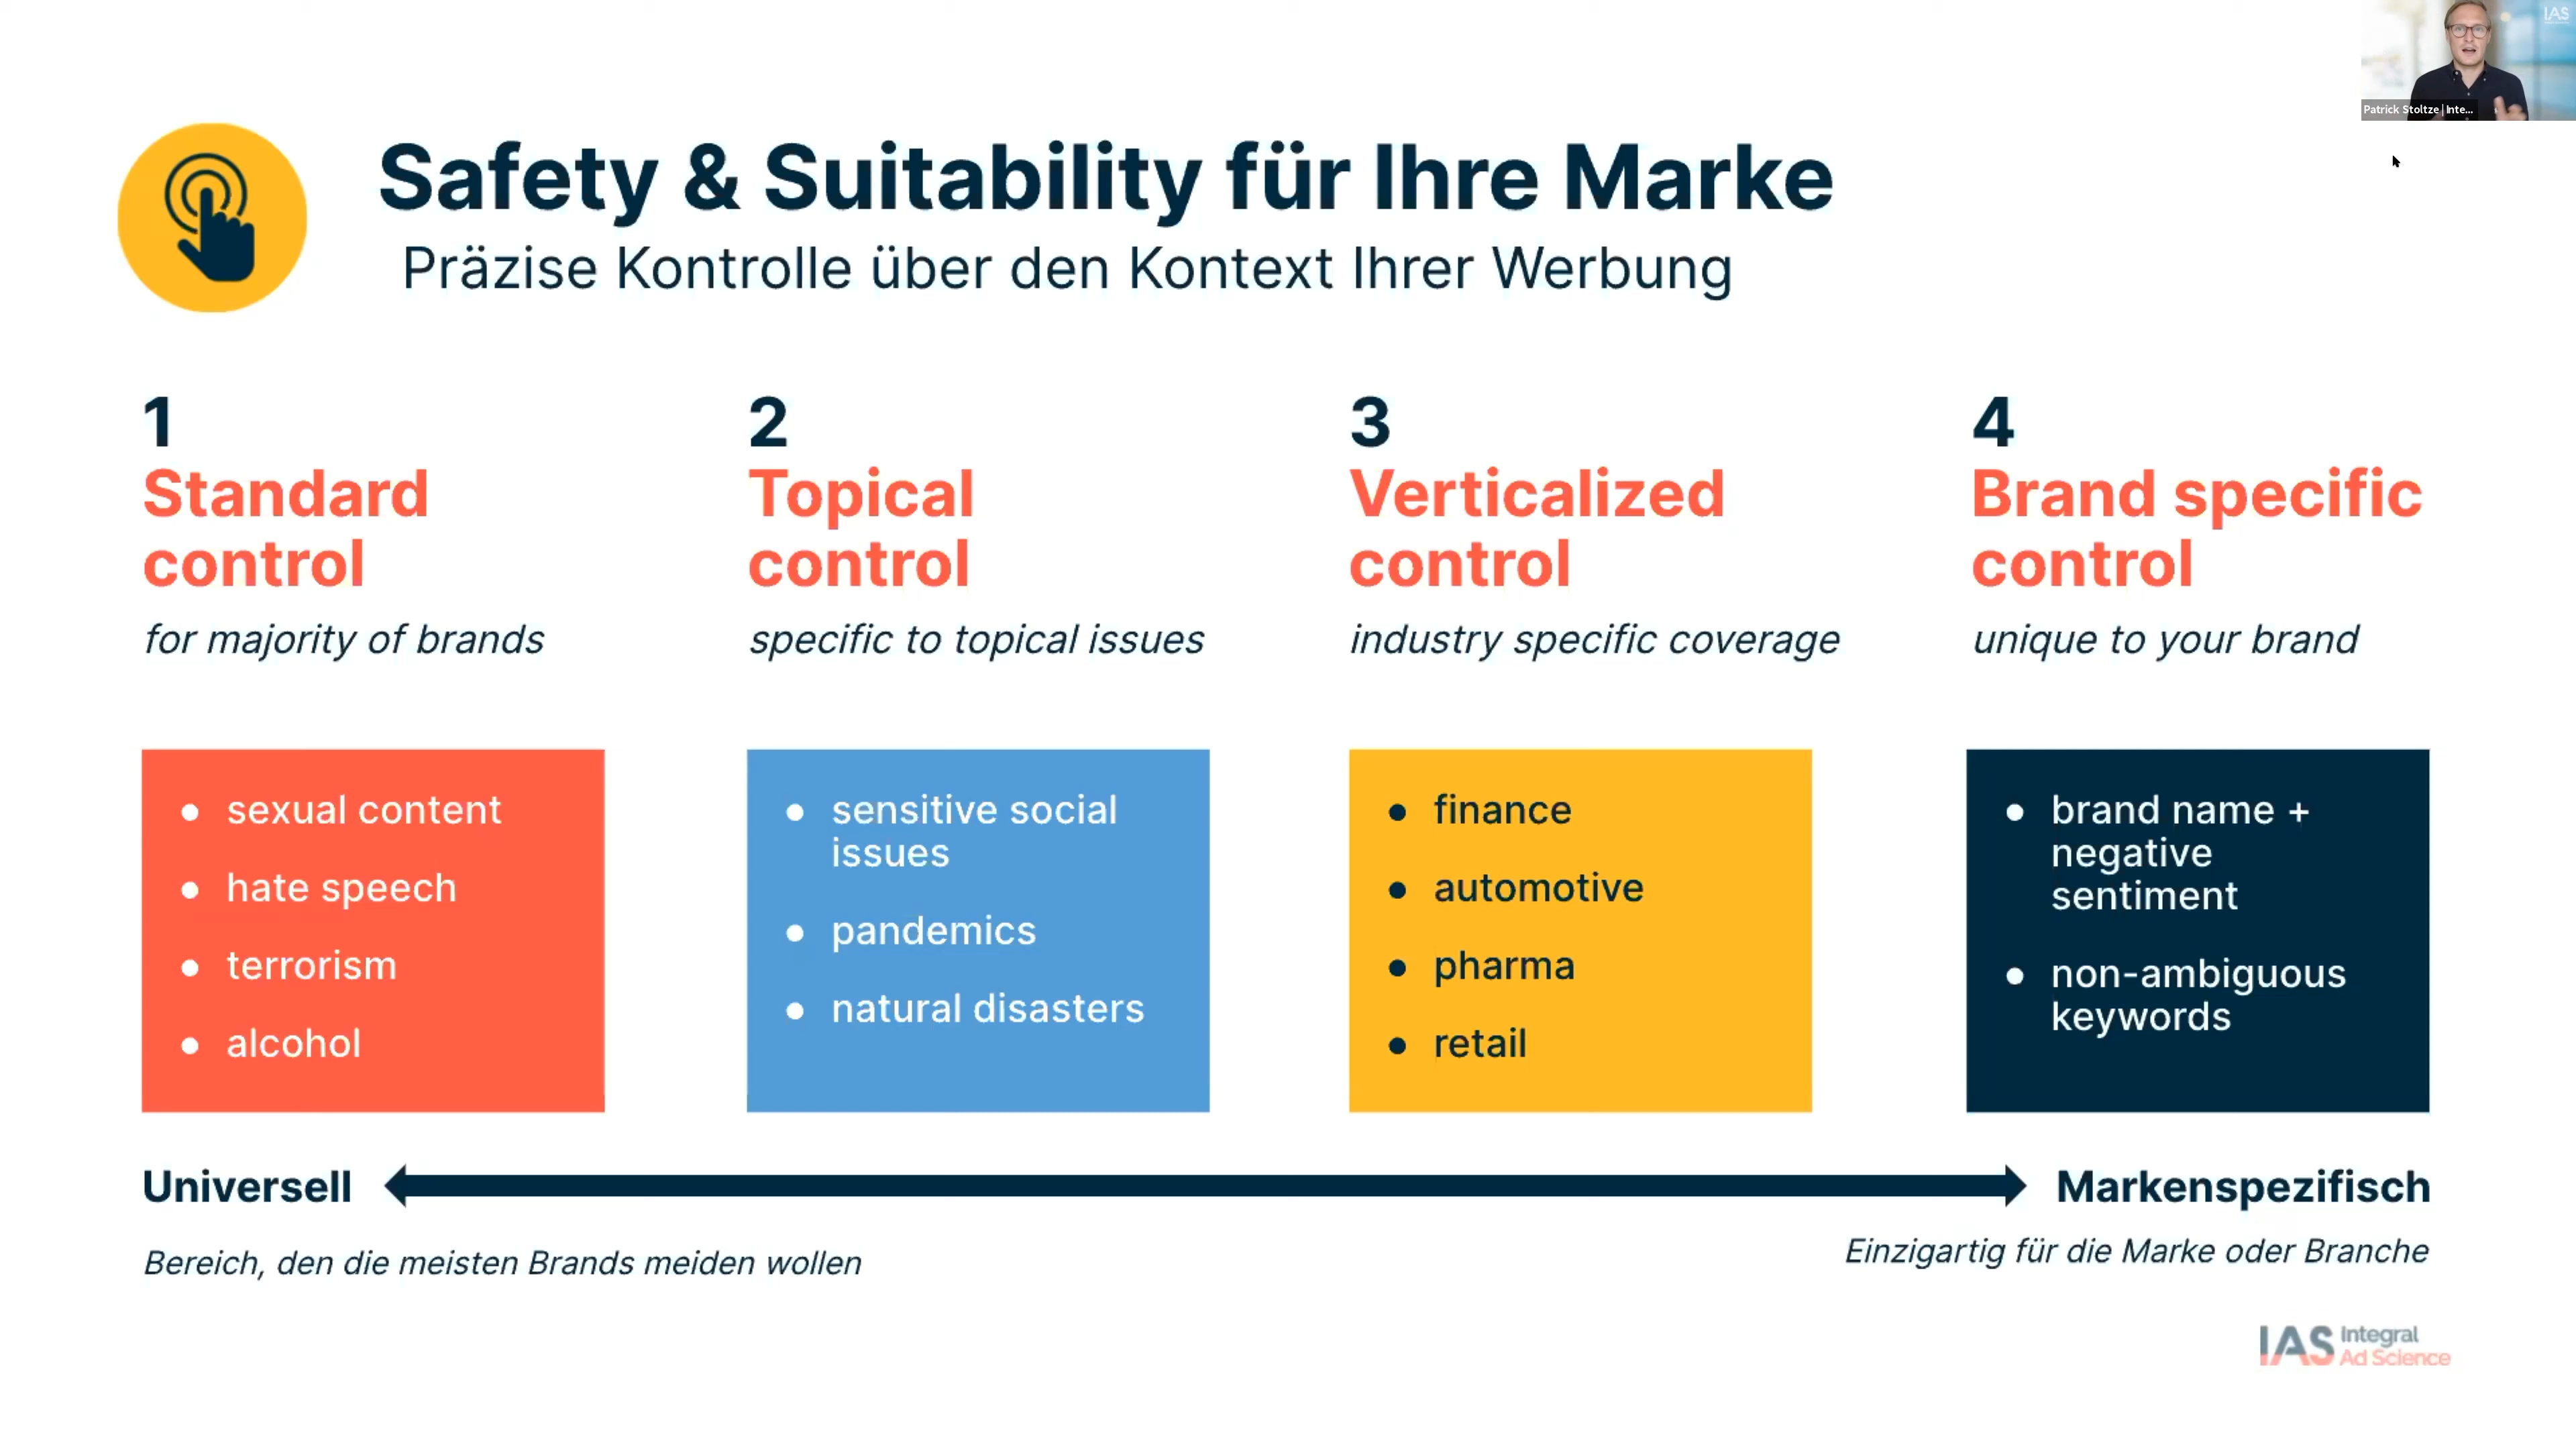 IAS
Patrick Stoltze | Inte...
Safety & Suitability für Ihre Marke
Präzise Kontrolle über den Kontext Ihrer Werbung
1
Standard
control
for majority of brands
sexual content
hate speech
terrorism
alcohol
2
Topical
control
specific to topical issues
sensitive social
issues
pandemics
natural disasters
3
Verticalized
control
industry specific coverage
finance
automotive
pharma
retail
4
Brand specific
control
unique to your brand
brand name +
negative
sentiment
non-ambiguous
keywords
Universell
Markenspezifisch
Bereich, den die meisten Brands meiden wollen
Einzigartig für die Marke oder Branche
IAS Integral
Ad Science